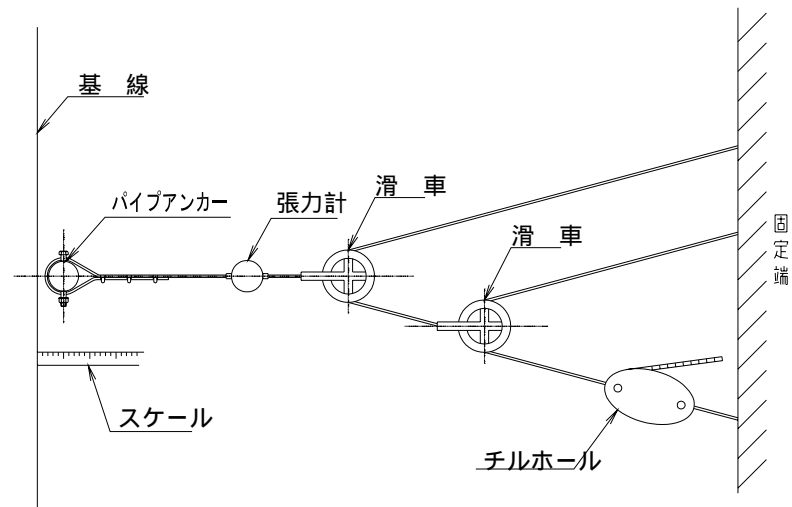 基　線
パイプアンカー
張力計
滑　車
滑　車
固定端
スケール
チルホール